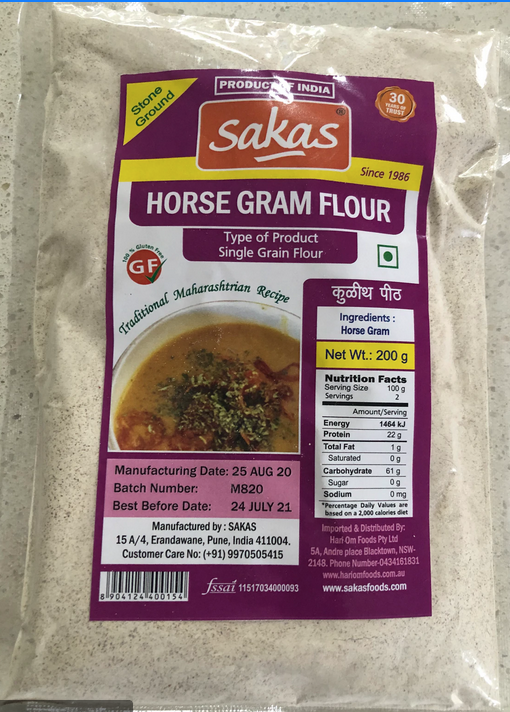 PRODUCT OF INDIA
Stone
Ground
sakas®
30
YEARS OF
TRUST
Since 1986
HORSE GRAM FLOUR
Type of Product
Single Grain Flour
100 % Gluten Free
GF
Traditional Maharashtrian Recipe
कुळीथ पीठ
Ingredients :
Horse Gram
Net Wt.: 200 g
Nutrition Facts
Serving Size 100 g
Servings 2
Amount/Serving
Energy 1464 kJ
Protein 22 g
Total Fat 1 g
Saturated 0 g
Carbohydrate 61 g
Sugar 0 g
Sodium 0 mg
*Percentage Daily Values are
based on a 2,000 calories diet
Manufacturing Date: 25 AUG 20
Batch Number: M820
Best Before Date: 24 JULY 21
Manufactured by : SAKAS
15 A/4, Erandawane, Pune, India 411004.
Customer Care No: (+91) 9970505415
Imported & Distributed By:
Hari-Om Foods Pty Ltd
5A, Andre place Blacktown, NSW-
2148. Phone Number-0434161831
www.hariomfoods.com.au
www.sakasfoods.com
8 904124 400154
fssai 11517034000093